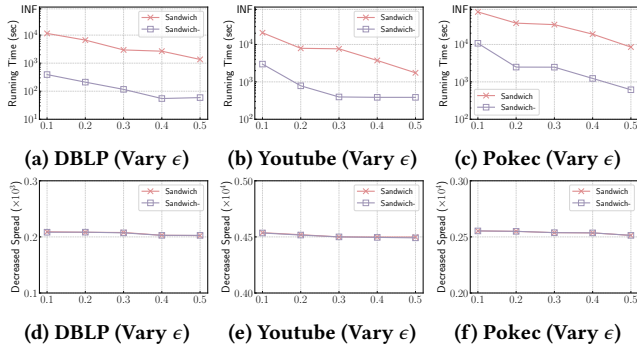 INF
10^4
10^3
10^2
10^1
Running Time (sec)
Sandwich
Sandwich-
0.1 0.2 0.3 0.4 0.5
(a) DBLP (Vary ϵ)
INF
10^4
10^3
10^2
Running Time (sec)
Sandwich
Sandwich-
0.1 0.2 0.3 0.4 0.5
(b) Youtube (Vary ϵ)
INF
10^4
10^3
10^2
Running Time (sec)
Sandwich
Sandwich-
0.1 0.2 0.3 0.4 0.5
(c) Pokec (Vary ϵ)
0.3
0.2
0.1
Decreased Spread (×10^3)
Sandwich
Sandwich-
0.1 0.2 0.3 0.4 0.5
(d) DBLP (Vary ϵ)
0.50
0.45
0.40
Decreased Spread (×10^4)
Sandwich
Sandwich-
0.1 0.2 0.3 0.4 0.5
(e) Youtube (Vary ϵ)
0.30
0.25
0.20
Decreased Spread (×10^4)
Sandwich
Sandwich-
0.1 0.2 0.3 0.4 0.5
(f) Pokec (Vary ϵ)